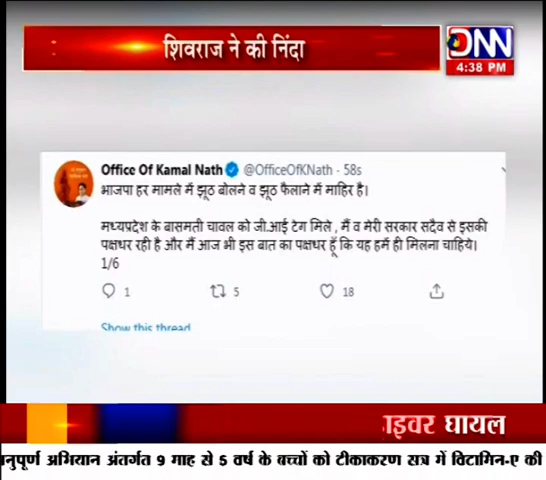 शिवराज ने की निंदा
DNN
4:38 PM
Office Of Kamal Nath @OfficeOfKNath · 58s
भाजपा हर मामले में झूठ बोलने व झूठ फैलाने में माहिर है।
मध्यप्रदेश के बासमती चावल को जी.आई टेग मिले , मैं व मेरी सरकार सदैव से इसकी
पक्षधर रही है और मैं आज भी इस बात का पक्षधर हूँ कि यह हमें ही मिलना चाहिये।
1/6
1 5 18
Show this thread
घायल
अभियान अंतर्गत 9 माह से 5 वर्ष के बच्चों को टीकाकरण सत्र में विटामिन-ए की